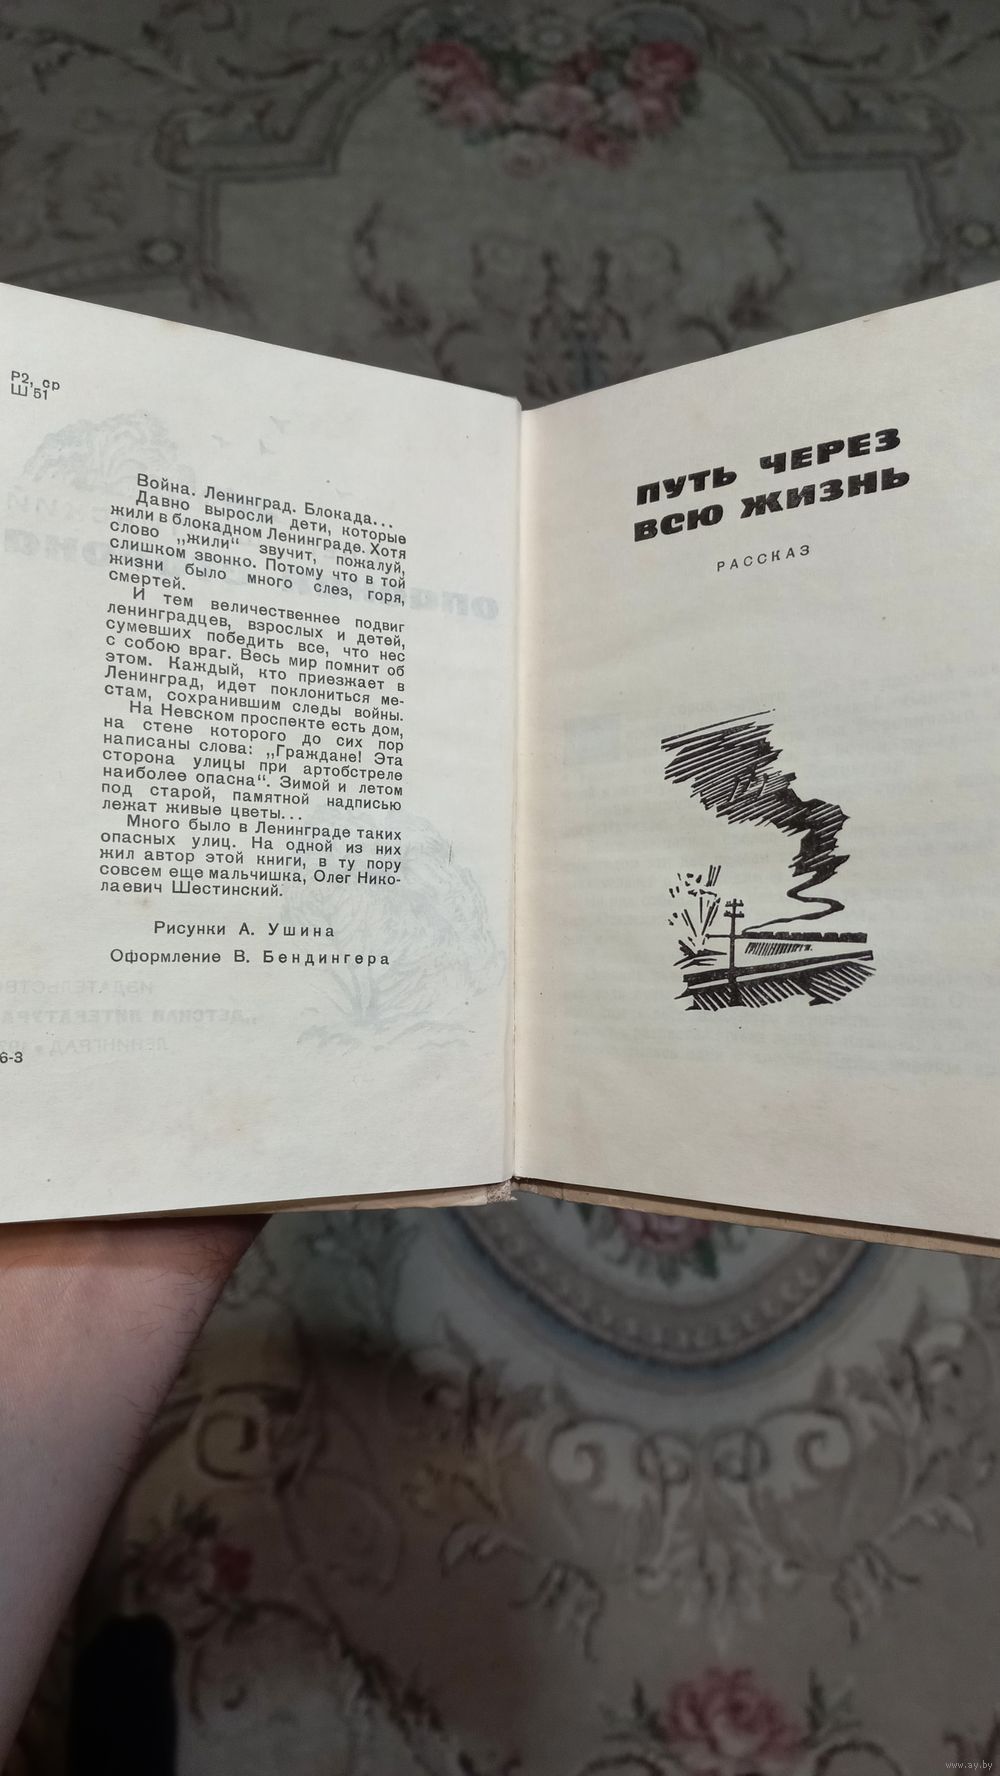 Р2, ср
Ш 51
Война. Ленинград. Блокада...
Давно выросли дети, которые
жили в блокадном Ленинграде. Хотя
слово „жили“ звучит, пожалуй,
слишком звонко. Потому что в той
жизни было много слез, горя,
смертей.
И тем величественнее подвиг
ленинградцев, взрослых и детей,
сумевших победить все, что нес
с собою враг. Весь мир помнит об
этом. Каждый, кто приезжает в
Ленинград, идет поклониться ме-
стам, сохранившим следы войны.
На Невском проспекте есть дом,
на стене которого до сих пор
написаны слова: „Граждане! Эта
сторона улицы при артобстреле
наиболее опасна“. Зимой и летом
под старой, памятной надписью
лежат живые цветы...
Много было в Ленинграде таких
опасных улиц. На одной из них
жил автор этой книги, в ту пору
совсем еще мальчишка, Олег Нико-
лаевич Шестинский.
Рисунки А. Ушина
Оформление В. Бендингера
6-3
ПУТЬ ЧЕРЕЗ
ВСЮ ЖИЗНЬ
РАССКАЗ
www.ay.by